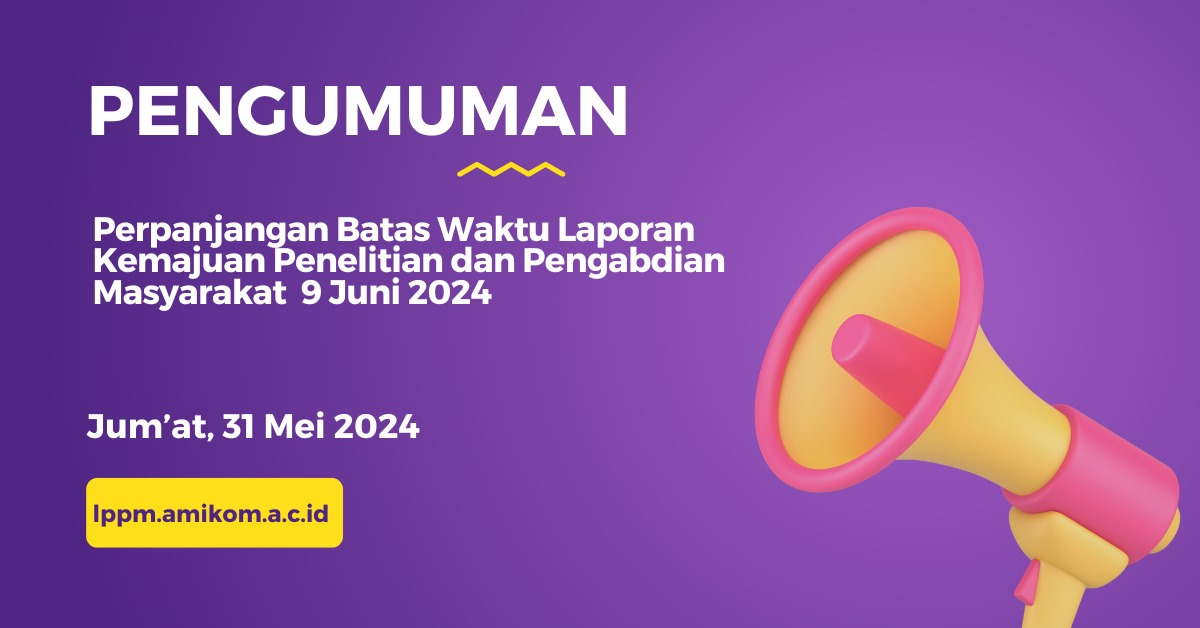 PENGUMUMAN
Perpanjangan Batas Waktu Laporan
Kemajuan Penelitian dan Pengabdian
Masyarakat  9 Juni 2024
Jum’at, 31 Mei 2024
lppm.amikom.a.c.id